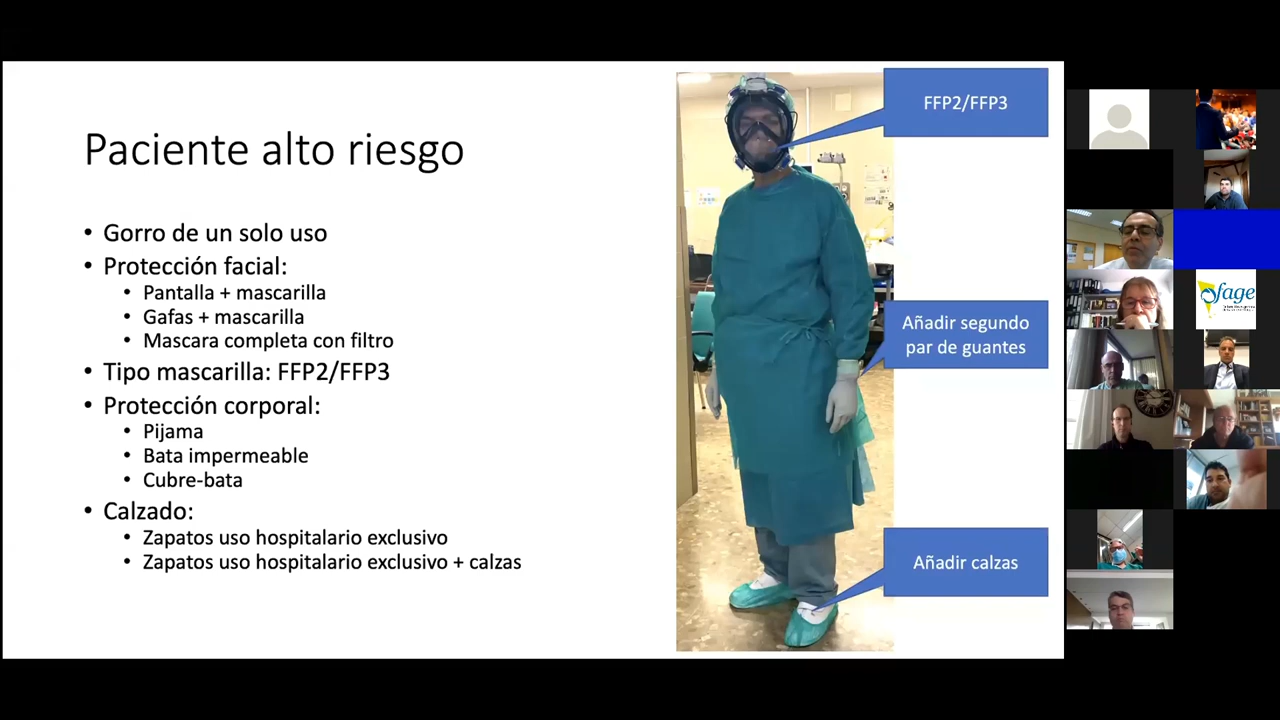 Paciente alto riesgo
• Gorro de un solo uso
• Protección facial:
• Pantalla + mascarilla
• Gafas + mascarilla
• Mascara completa con filtro
• Tipo mascarilla: FFP2/FFP3
• Protección corporal:
• Pijama
• Bata impermeable
• Cubre-bata
• Calzado:
• Zapatos uso hospitalario exclusivo
• Zapatos uso hospitalario exclusivo + calzas
FFP2/FFP3
Añadir segundo
par de guantes
Añadir calzas
fage